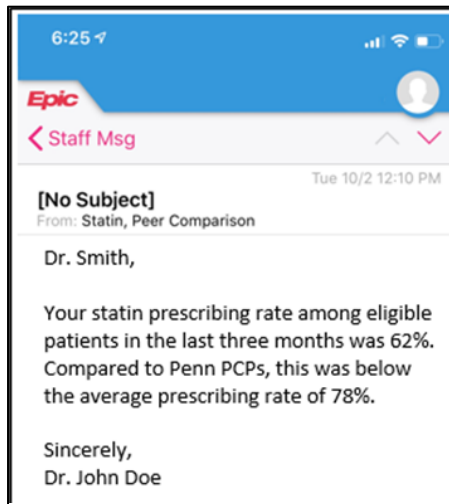 6:25
Epic
Staff Msg
Tue 10/2 12:10 PM
[No Subject]
From: Statin, Peer Comparison
Dr. Smith,
Your statin prescribing rate among eligible
patients in the last three months was 62%.
Compared to Penn PCPs, this was below
the average prescribing rate of 78%.
Sincerely,
Dr. John Doe